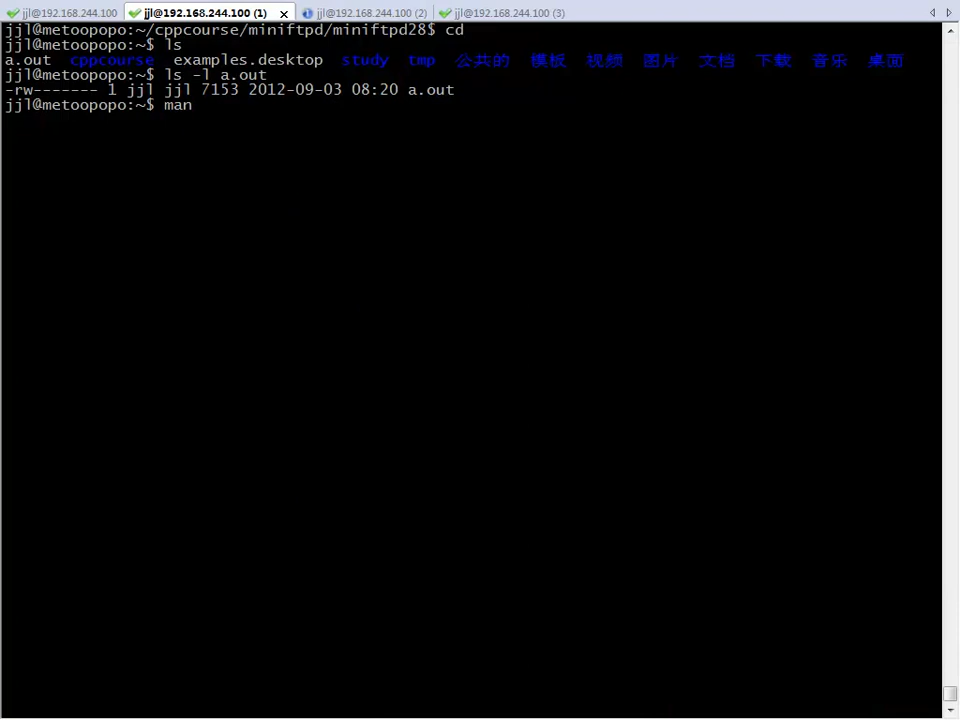 jjl@192.168.244.100 jjl@192.168.244.100 (1) jjl@192.168.244.100 (2) jjl@192.168.244.100 (3)
jjl@metoopopo:~/cppcourse/miniftpd/miniftpd28$ cd
jjl@metoopopo:~$ ls
a.out cppcourse examples.desktop study tmp 公共的 模板 视频 图片 文档 下载 音乐 桌面
jjl@metoopopo:~$ ls -l a.out
-rw------- 1 jjl jjl 7153 2012-09-03 08:20 a.out
jjl@metoopopo:~$ man